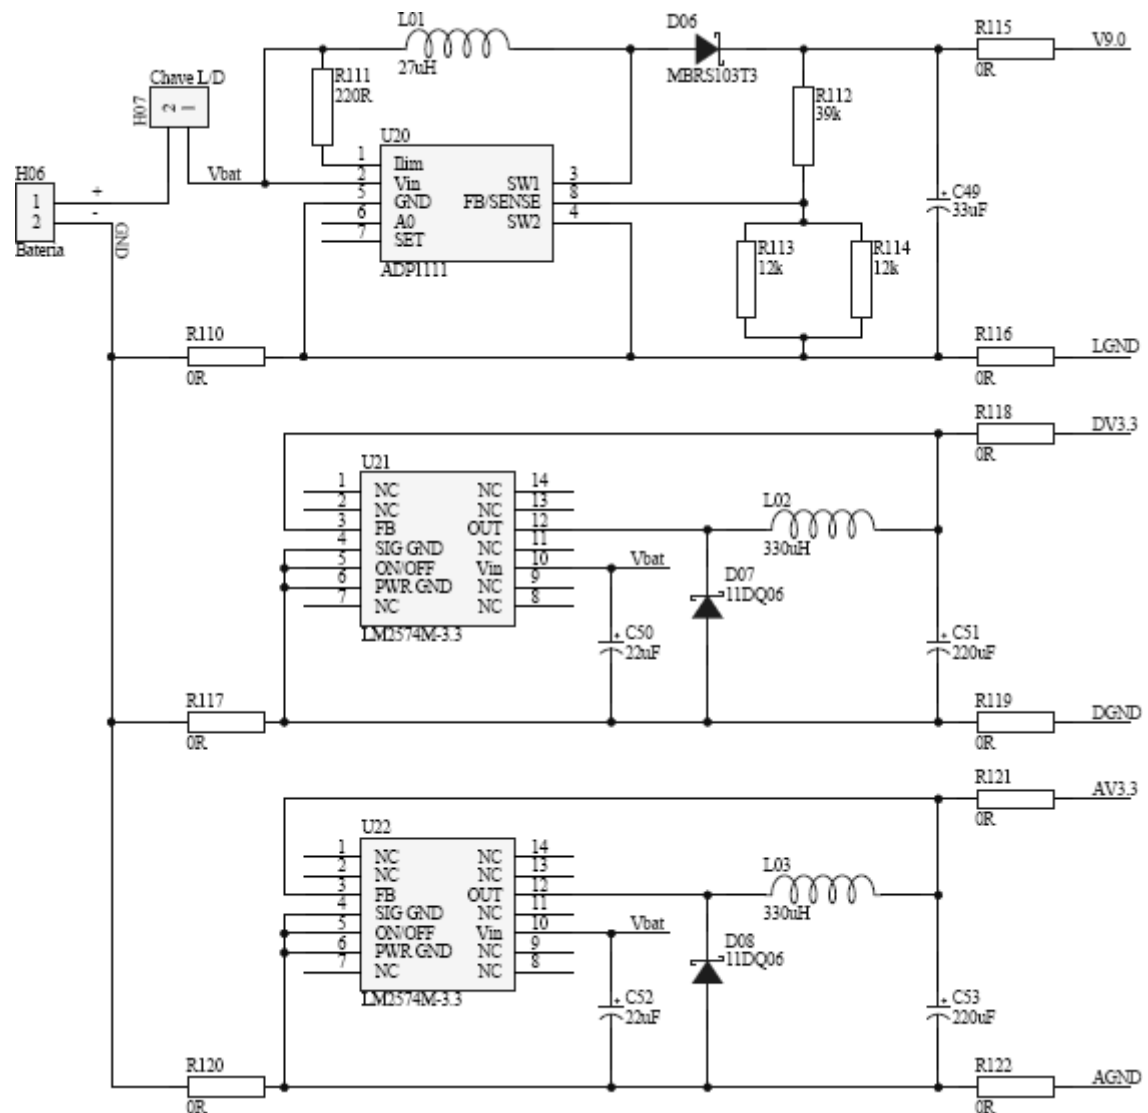 L01
27uH
D06
MBRS103T3
R115
0R
V9.0
Chave L/D
H07
2 1
R111
220R
R112
39k
H06
1
2
Bateria
+
-
GND
Vbat
U20
1 Ilim
2 Vin
5 GND
6 A0
7 SET
SW1 3
FB/SENSE 8
SW2 4
ADP1111
C49
33uF
+
R113
12k
R114
12k
R110
0R
R116
0R
LGND
R118
0R
DV3.3
U21
1 NC NC 14
2 NC NC 13
3 FB OUT 12
4 SIG GND NC 11
5 ON/OFF Vin 10
6 PWR GND NC 9
7 NC NC 8
LM2574M-3.3
Vbat
L02
330uH
D07
11DQ06
+
C50
22uF
+
C51
220uF
R117
0R
R119
0R
DGND
R121
0R
AV3.3
U22
1 NC NC 14
2 NC NC 13
3 FB OUT 12
4 SIG GND NC 11
5 ON/OFF Vin 10
6 PWR GND NC 9
7 NC NC 8
LM2574M-3.3
Vbat
L03
330uH
D08
11DQ06
+
C52
22uF
+
C53
220uF
R120
0R
R122
0R
AGND